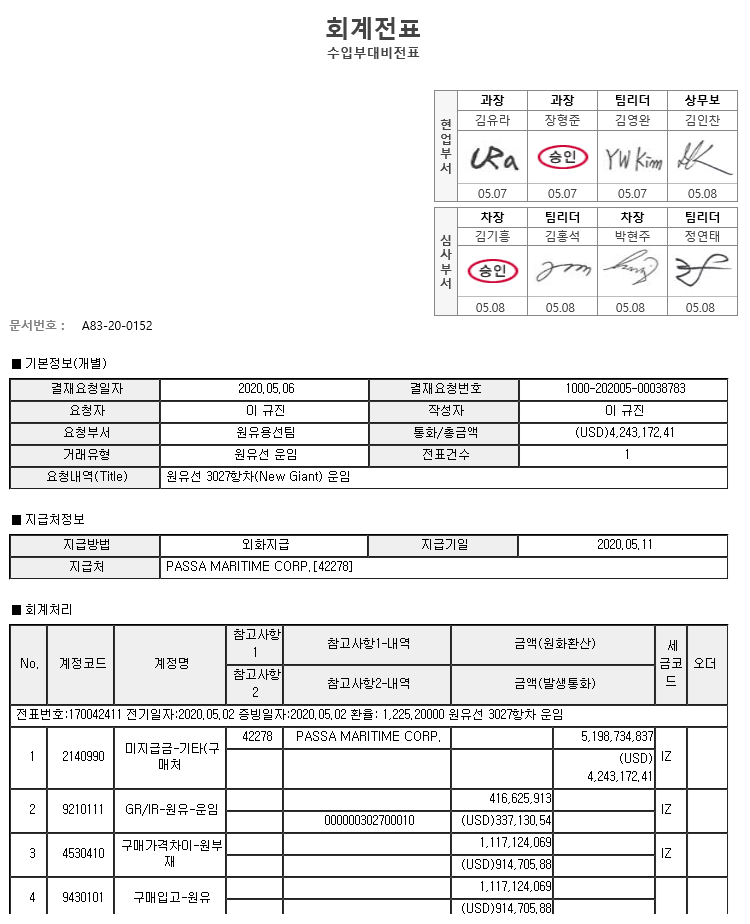 회계전표
수입부대비전표
현업부서
과장 과장 팀리더 상무보
김유라 장형준 김영완 김인찬
URa 승인 YW Kim
05.07 05.07 05.07 05.08
심사부서
차장 팀리더 차장 팀리더
김기흥 김홍석 박현주 정연태
승인
05.08 05.08 05.08 05.08
문서번호 : A83-20-0152
■ 기본정보(개별)
결재요청일자 2020.05.06 결재요청번호 1000-202005-00038783
요청자 이 규진 작성자 이 규진
요청부서 원유용선팀 통화/총금액 (USD)4,243,172.41
거래유형 원유선 운임 전표건수 1
요청내역(Title) 원유선 3027항차(New Giant) 운임
■ 지급처정보
지급방법 외화지급 지급기일 2020.05.11
지급처 PASSA MARITIME CORP.[42278]
■ 회계처리
No. 계정코드 계정명 참고사항1 참고사항1-내역 금액(원화환산) 세금코드 오더
참고사항2 참고사항2-내역 금액(발생통화)
전표번호:170042411 전기일자:2020.05.02 증빙일자:2020.05.02 환율: 1,225.20000 원유선 3027항차 운임
1 2140990 미지급금-기타(구매처 42278 PASSA MARITIME CORP. 5,198,734,837 IZ
(USD)
4,243,172.41
2 9210111 GR/IR-원유-운임 416,625,913 IZ
000000302700010 (USD)337,130.54
3 4530410 구매가격차이-원부재 1,117,124,069 IZ
(USD)914,705.88
4 9430101 구매입고-원유 1,117,124,069
(USD)914,705.88